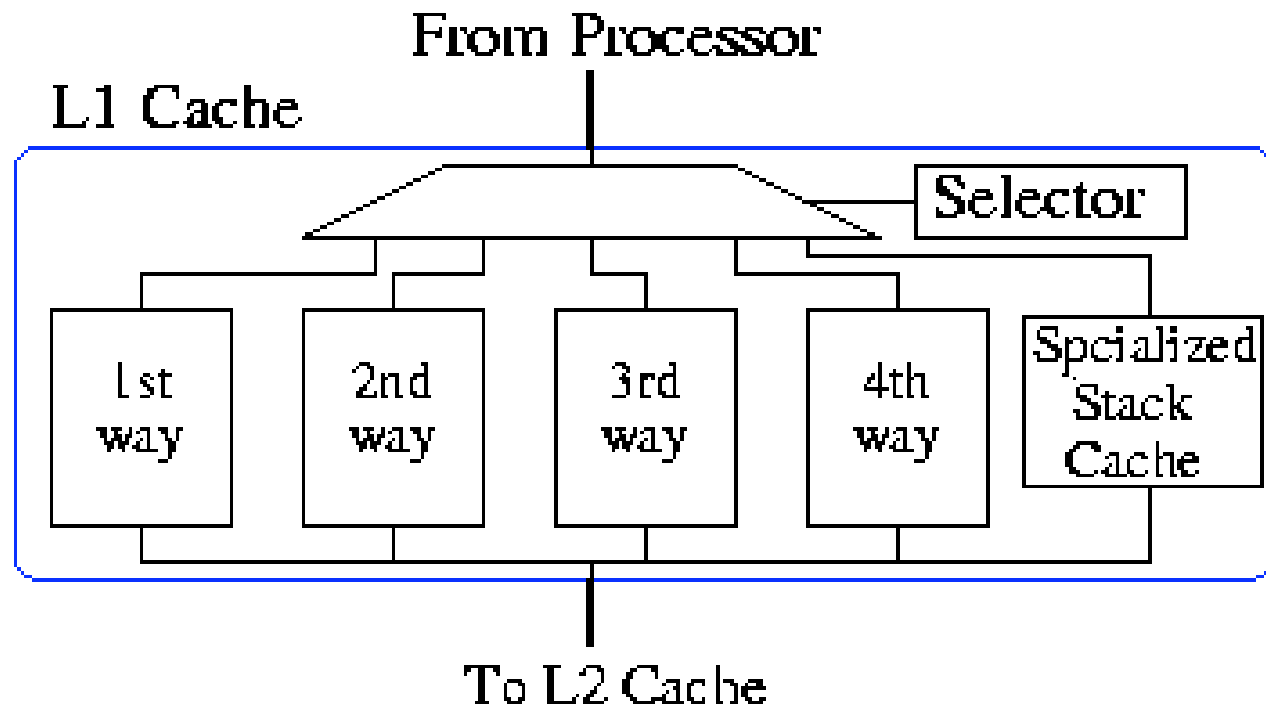 From Processor
L1 Cache
Selector
1st
way
2nd
way
3rd
way
4th
way
Spcialized
Stack
Cache
To L2 Cache